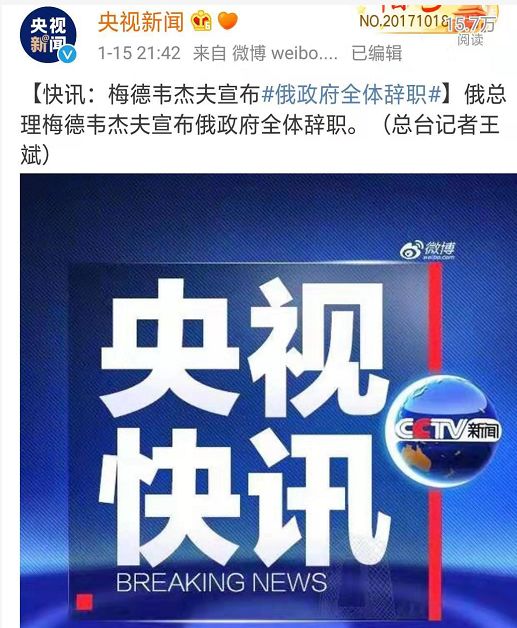 央视
新闻
央视新闻
NO.20171018
15.7万
阅读
1-15 21:42 来自 微博 weibo.... 已编辑
【快讯：梅德韦杰夫宣布#俄政府全体辞职#】俄总
理梅德韦杰夫宣布俄政府全体辞职。（总台记者王
斌）
微博
weibo.com
央视
快讯
CCTV新闻
BREAKING NEWS